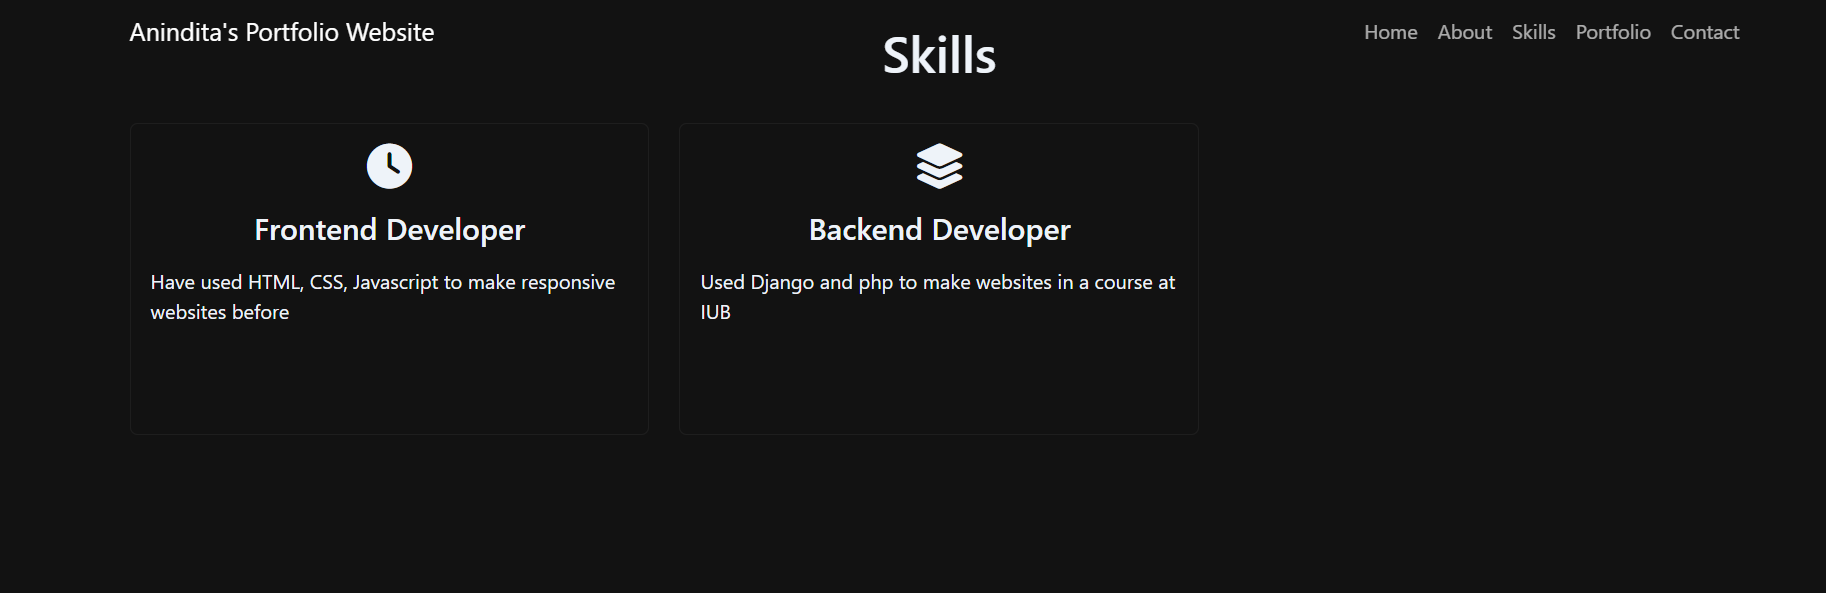 Anindita's Portfolio Website
Home About Skills Portfolio Contact
Skills
Frontend Developer
Have used HTML, CSS, Javascript to make responsive
websites before
Backend Developer
Used Django and php to make websites in a course at
IUB